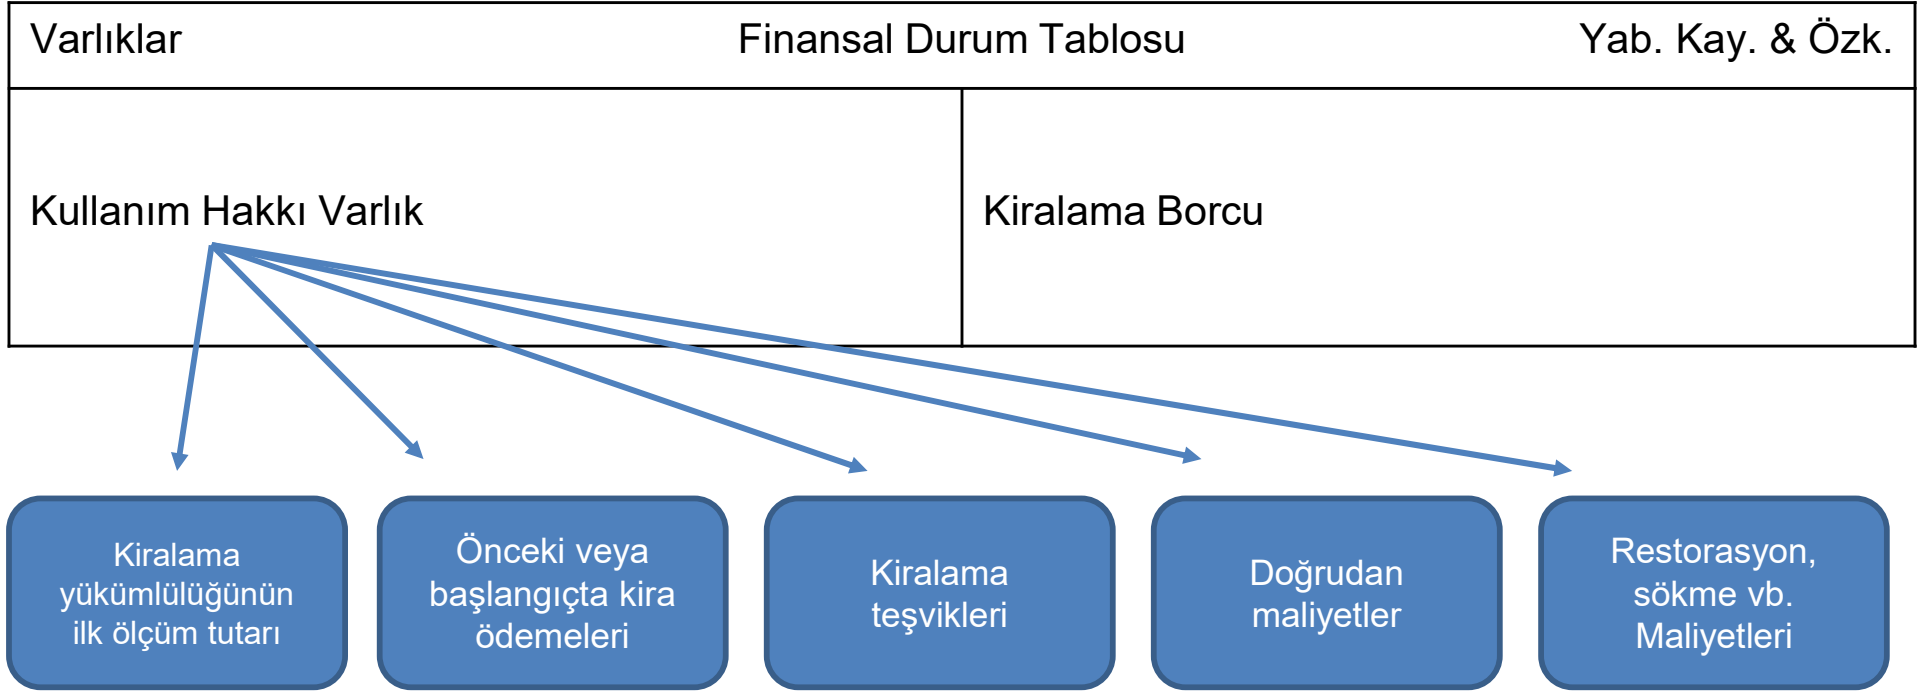 Varlıklar Finansal Durum Tablosu Yab. Kay. & Özk.
Kullanım Hakkı Varlık
Kiralama Borcu
Kiralama
yükümlülüğünün
ilk ölçüm tutarı
Önceki veya
başlangıçta kira
ödemeleri
Kiralama
teşvikleri
Doğrudan
maliyetler
Restorasyon,
sökme vb.
Maliyetleri